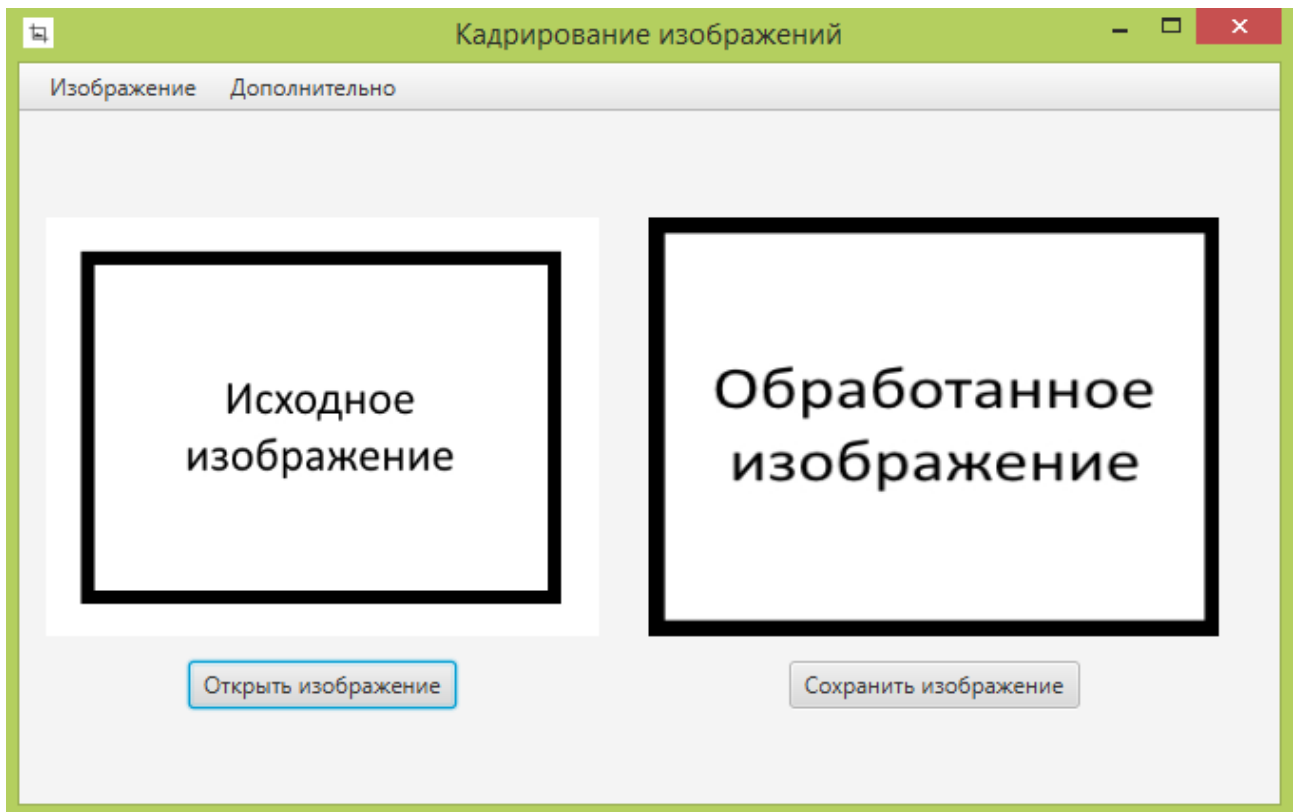 Кадрирование изображений
Изображение Дополнительно
Исходное
изображение
Обработанное
изображение
Открыть изображение
Сохранить изображение